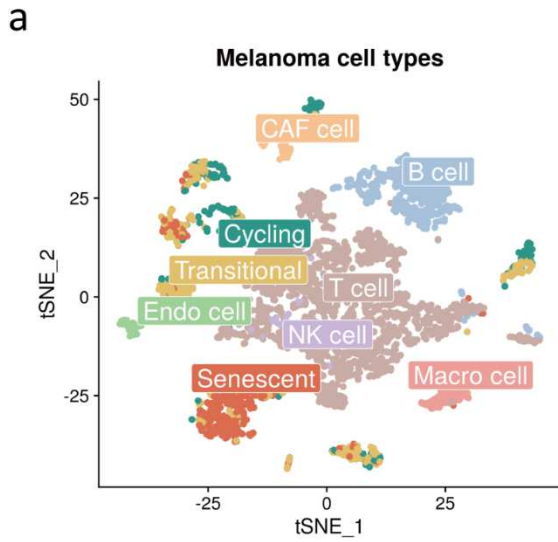 a
Melanoma cell types
50
25
0
-25
tSNE_2
CAF cell
B cell
Cycling
Transitional
T cell
Endo cell
NK cell
Senescent
Macro cell
-25
0
25
tSNE_1